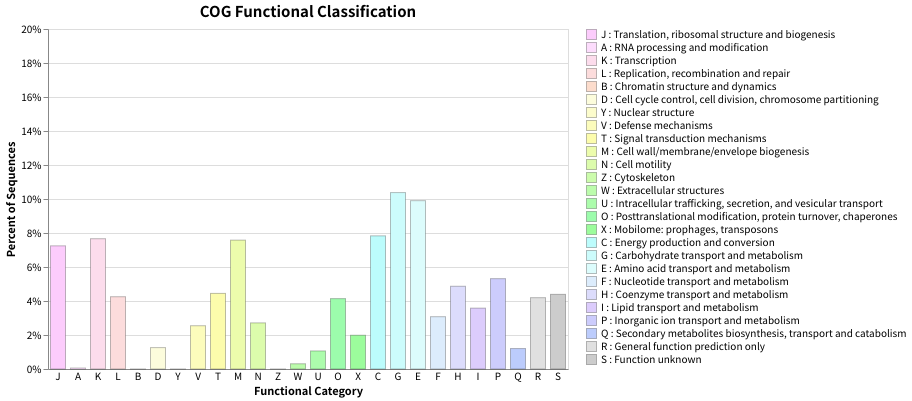 COG Functional Classification
20%
18%
16%
14%
12%
10%
8%
6%
4%
2%
0%
Percent of Sequences
J A K L B D Y V T M N Z W U O X C G E F H I P Q R S
Functional Category
J : Translation, ribosomal structure and biogenesis
A : RNA processing and modification
K : Transcription
L : Replication, recombination and repair
B : Chromatin structure and dynamics
D : Cell cycle control, cell division, chromosome partitioning
Y : Nuclear structure
V : Defense mechanisms
T : Signal transduction mechanisms
M : Cell wall/membrane/envelope biogenesis
N : Cell motility
Z : Cytoskeleton
W : Extracellular structures
U : Intracellular trafficking, secretion, and vesicular transport
O : Posttranslational modification, protein turnover, chaperones
X : Mobilome: prophages, transposons
C : Energy production and conversion
G : Carbohydrate transport and metabolism
E : Amino acid transport and metabolism
F : Nucleotide transport and metabolism
H : Coenzyme transport and metabolism
I : Lipid transport and metabolism
P : Inorganic ion transport and metabolism
Q : Secondary metabolites biosynthesis, transport and catabolism
R : General function prediction only
S : Function unknown